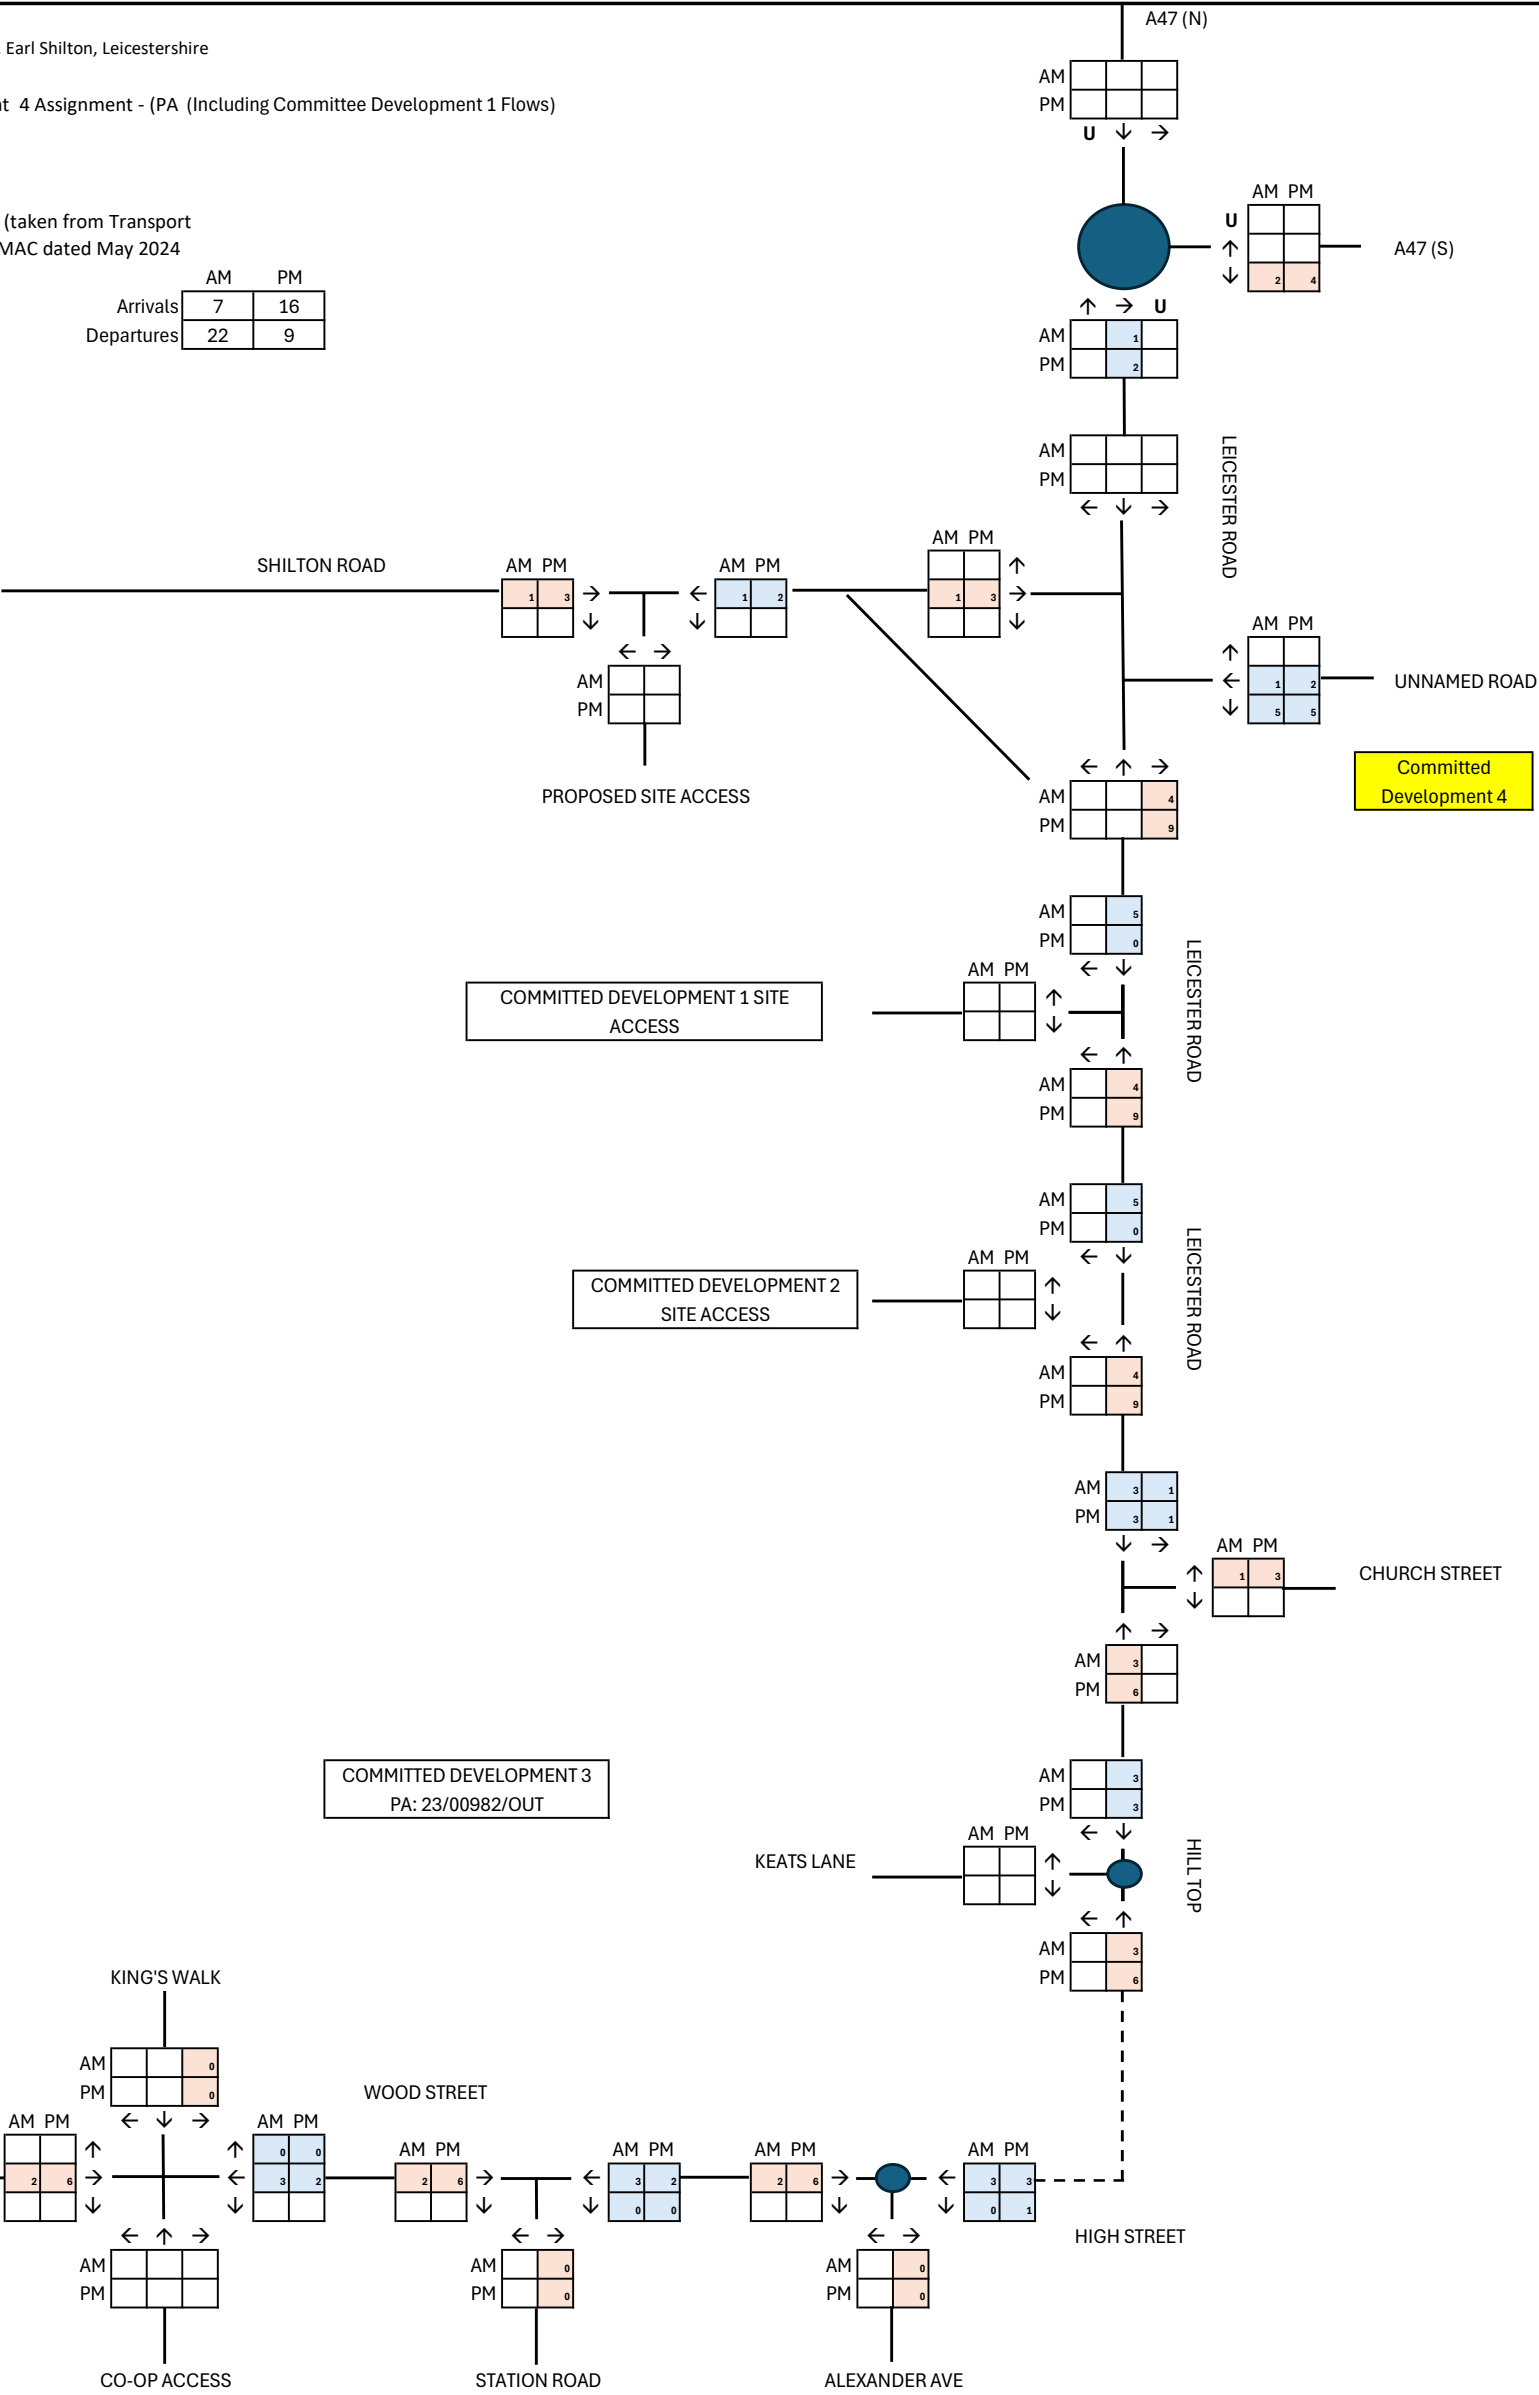 A47 (N)
Earl Shilton, Leicestershire
AM
4 Assignment - (PA (Including Committee Development 1 Flows)
PM
U ↓ →
AM PM
(taken from Transport
U
MAC dated May 2024
↑
A47 (S)
AM PM
↓ 2 4
Arrivals 7 16
↑ → U
Departures 22 9
AM 1
PM 2
AM
PM
← ↓ →
LEICESTER ROAD
AM PM
↑
SHILTON ROAD
AM PM
AM PM
1 3 →
← 1 2
1 3 →
↓
↓
↓
AM PM
← →
↑
AM
← 1 2
UNNAMED ROAD
PM
↓ 5 5
← ↑ →
Committed
Development 4
PROPOSED SITE ACCESS
AM 4
PM 9
AM 5
PM 0
← ↓
LEICESTER ROAD
AM PM
COMMITTED DEVELOPMENT 1 SITE
ACCESS
↑
↓
← ↑
AM 4
PM 9
AM 5
PM 0
← ↓
LEICESTER ROAD
AM PM
COMMITTED DEVELOPMENT 2
SITE ACCESS
↑
↓
← ↑
AM 4
PM 9
AM 3 1
PM 3 1
↓ →
AM PM
↑ 1 3
CHURCH STREET
↓
↑ →
AM 3
PM 6
COMMITTED DEVELOPMENT 3
PA: 23/00982/OUT
AM 3
PM 3
← ↓
AM PM
HILL TOP
KEATS LANE
↑
↓
← ↑
AM 3
PM 6
KING'S WALK
AM 0
PM 0
WOOD STREET
← ↓ →
AM PM
↑
AM PM
↑ 0 0
AM PM
AM PM
AM PM
AM PM
2 6 →
← 3 2
2 6 →
← 3 2
2 6 →
← 3 3
↓
↓
↓
↓ 0 0
↓
↓ 0 1
← ↑ →
← →
← →
HIGH STREET
AM
AM 0
AM 0
PM
PM 0
PM 0
CO-OP ACCESS
STATION ROAD
ALEXANDER AVE